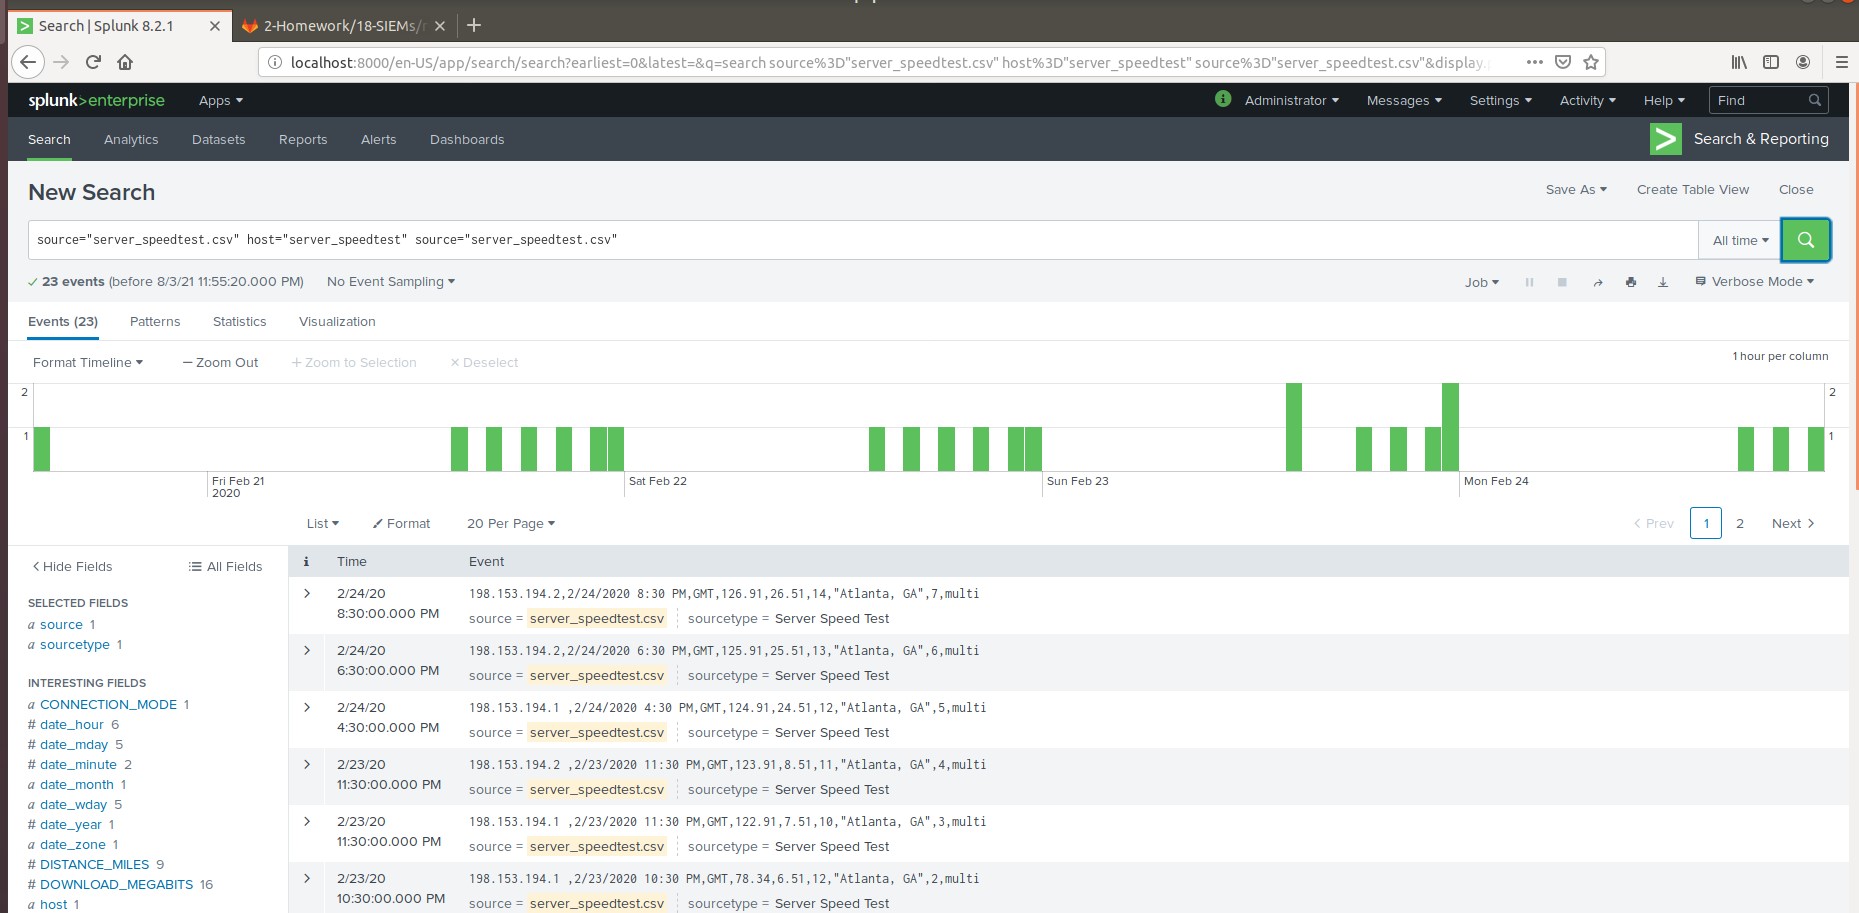 Search | Splunk 8.2.1
2-Homework/18-SIEMs/
localhost:8000/en-US/app/search/search?earliest=0&latest=&q=search source%3D"server_speedtest.csv" host%3D"server_speedtest" source%3D"server_speedtest.csv"&display.
splunk>enterprise Apps Administrator Messages Settings Activity Help Find
Search Analytics Datasets Reports Alerts Dashboards Search & Reporting
New Search Save As Create Table View Close
source="server_speedtest.csv" host="server_speedtest" source="server_speedtest.csv" All time
23 events (before 8/3/21 11:55:20.000 PM) No Event Sampling Job Verbose Mode
Events (23) Patterns Statistics Visualization
Format Timeline — Zoom Out + Zoom to Selection × Deselect 1 hour per column
2 2
1 1
Fri Feb 21 Sat Feb 22 Sun Feb 23 Mon Feb 24
2020
List Format 20 Per Page < Prev 1 2 Next >
< Hide Fields All Fields i Time Event
SELECTED FIELDS
a source 1
a sourcetype 1
INTERESTING FIELDS
a CONNECTION_MODE 1
# date_hour 6
# date_mday 5
# date_minute 2
a date_month 1
a date_wday 5
# date_year 1
a date_zone 1
# DISTANCE_MILES 9
# DOWNLOAD_MEGABITS 16
a host 1
> 2/24/20 198.153.194.2,2/24/2020 8:30 PM,GMT,126.91,26.51,14,"Atlanta, GA",7,multi
8:30:00.000 PM source = server_speedtest.csv sourcetype = Server Speed Test
> 2/24/20 198.153.194.2,2/24/2020 6:30 PM,GMT,125.91,25.51,13,"Atlanta, GA",6,multi
6:30:00.000 PM source = server_speedtest.csv sourcetype = Server Speed Test
> 2/24/20 198.153.194.1 ,2/24/2020 4:30 PM,GMT,124.91,24.51,12,"Atlanta, GA",5,multi
4:30:00.000 PM source = server_speedtest.csv sourcetype = Server Speed Test
> 2/23/20 198.153.194.2 ,2/23/2020 11:30 PM,GMT,123.91,8.51,11,"Atlanta, GA",4,multi
11:30:00.000 PM source = server_speedtest.csv sourcetype = Server Speed Test
> 2/23/20 198.153.194.1 ,2/23/2020 11:30 PM,GMT,122.91,7.51,10,"Atlanta, GA",3,multi
11:30:00.000 PM source = server_speedtest.csv sourcetype = Server Speed Test
> 2/23/20 198.153.194.1 ,2/23/2020 10:30 PM,GMT,78.34,6.51,12,"Atlanta, GA",2,multi
10:30:00.000 PM source = server_speedtest.csv sourcetype = Server Speed Test